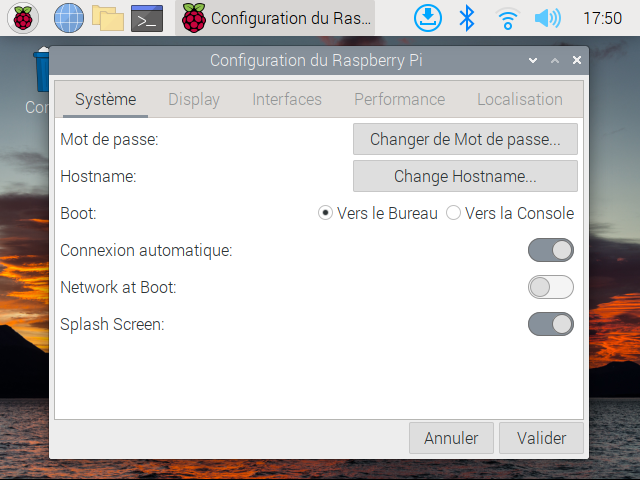 Configuration du Rasp...
17:50
Configuration du Raspberry Pi
Système Display Interfaces Performance Localisation
Mot de passe: Changer de Mot de passe...
Hostname: Change Hostname...
Boot: Vers le Bureau Vers la Console
Connexion automatique:
Network at Boot:
Splash Screen:
Annuler Valider